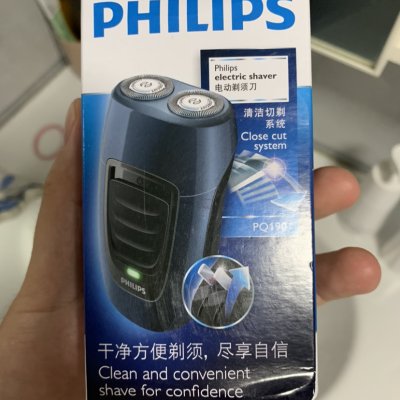 PHILIPS
Philips
electric shaver
电动剃须刀
清洁切剃
系统
Close cut
system
PQ190
PHILIPS
干净方便剃须，尽享自信
Clean and convenient
shave for confidence